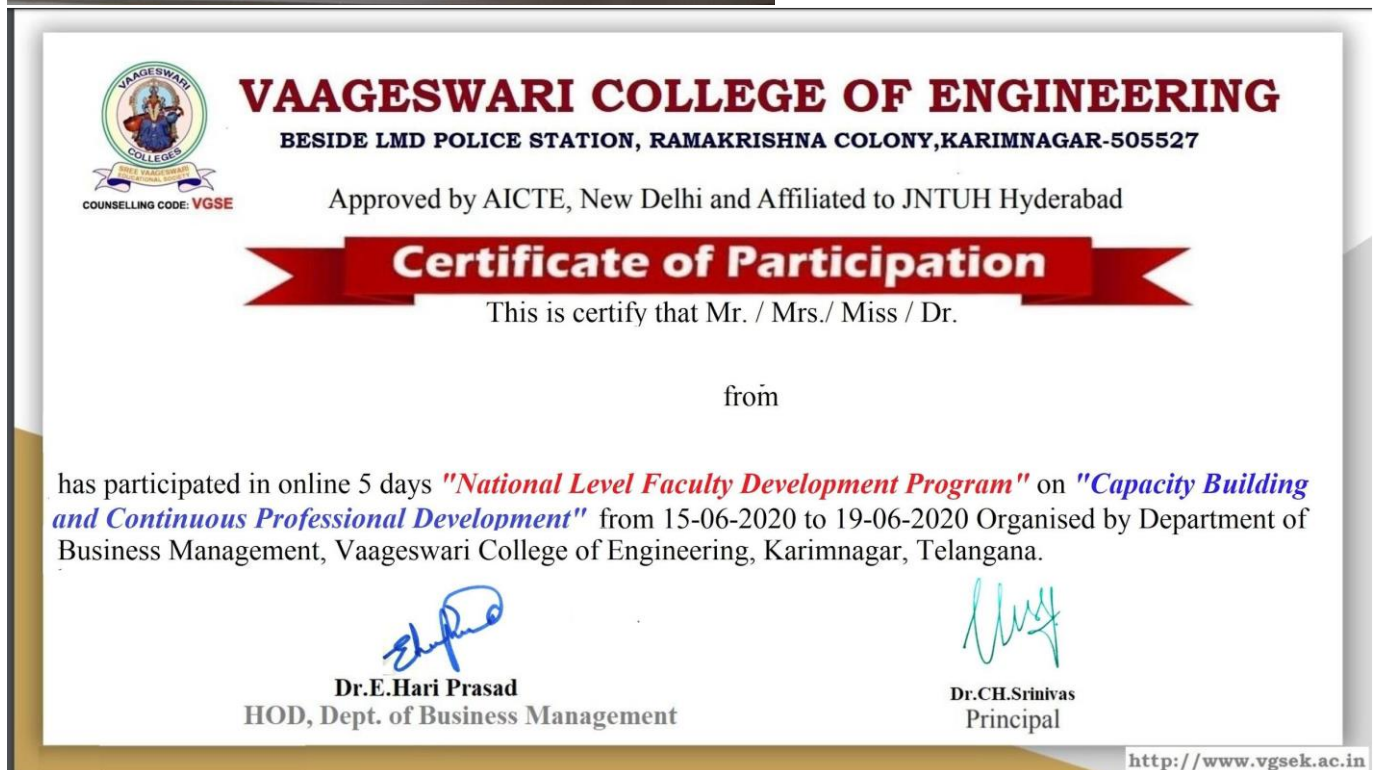 VAAGESWARI
COLLEGES
SREE VAAGESWARI
EDUCATIONAL SOCIETY
COUNSELLING CODE: VGSE
VAAGESWARI COLLEGE OF ENGINEERING
BESIDE LMD POLICE STATION, RAMAKRISHNA COLONY,KARIMNAGAR-505527
Approved by AICTE, New Delhi and Affiliated to JNTUH Hyderabad
Certificate of Participation
This is certify that Mr. / Mrs./ Miss / Dr.
from
has participated in online 5 days "National Level Faculty Development Program" on "Capacity Building
and Continuous Professional Development" from 15-06-2020 to 19-06-2020 Organised by Department of
Business Management, Vaageswari College of Engineering, Karimnagar, Telangana.
Dr.E.Hari Prasad
HOD, Dept. of Business Management
Dr.CH.Srinivas
Principal
http://www.vgsek.ac.in